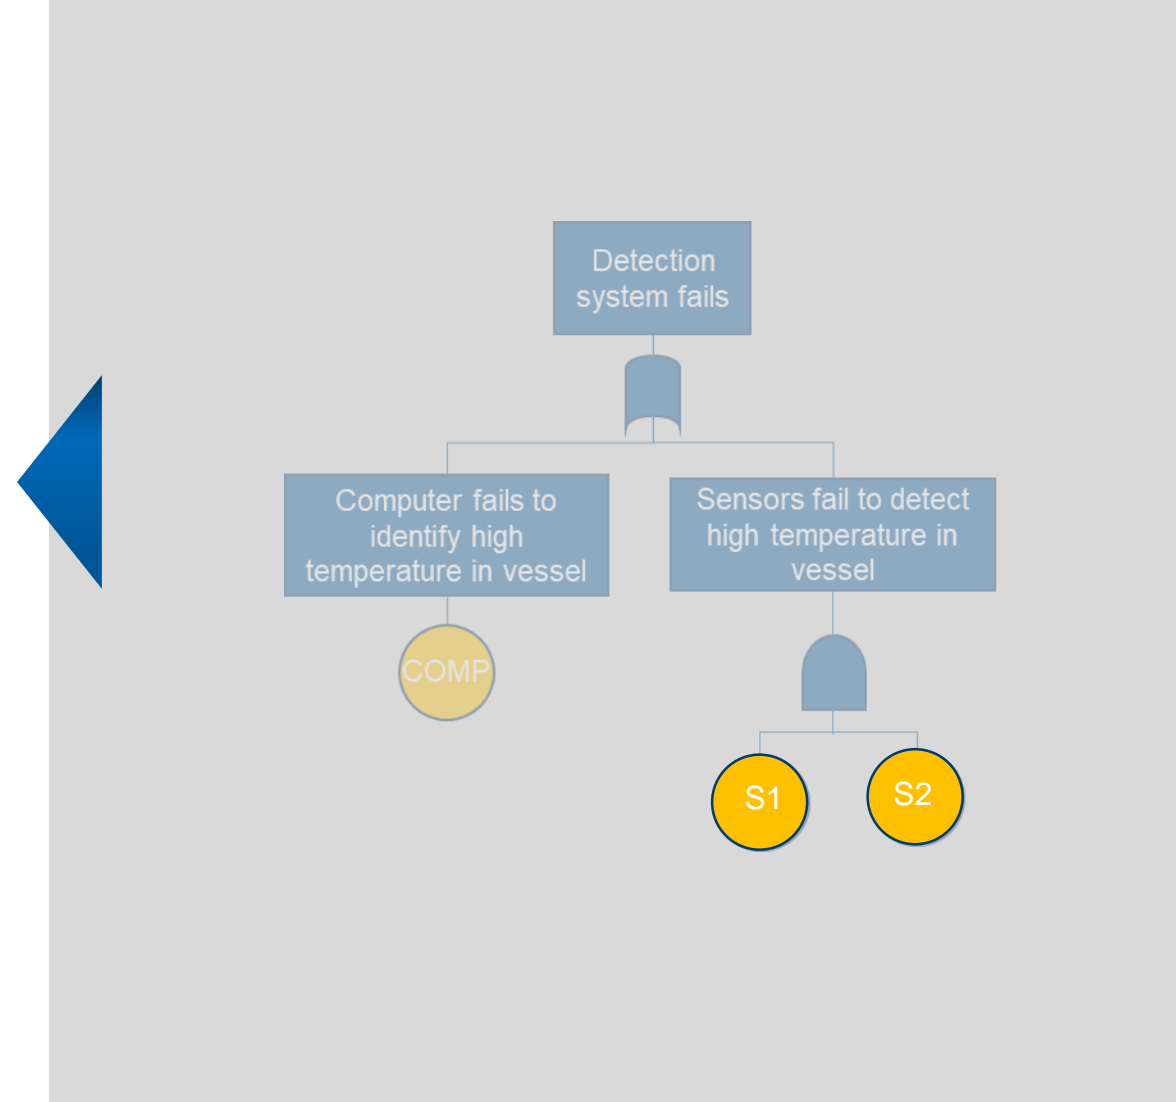 Detection
system fails
Computer fails to
identify high
temperature in vessel
Sensors fail to detect
high temperature in
vessel
COMP
S1
S2